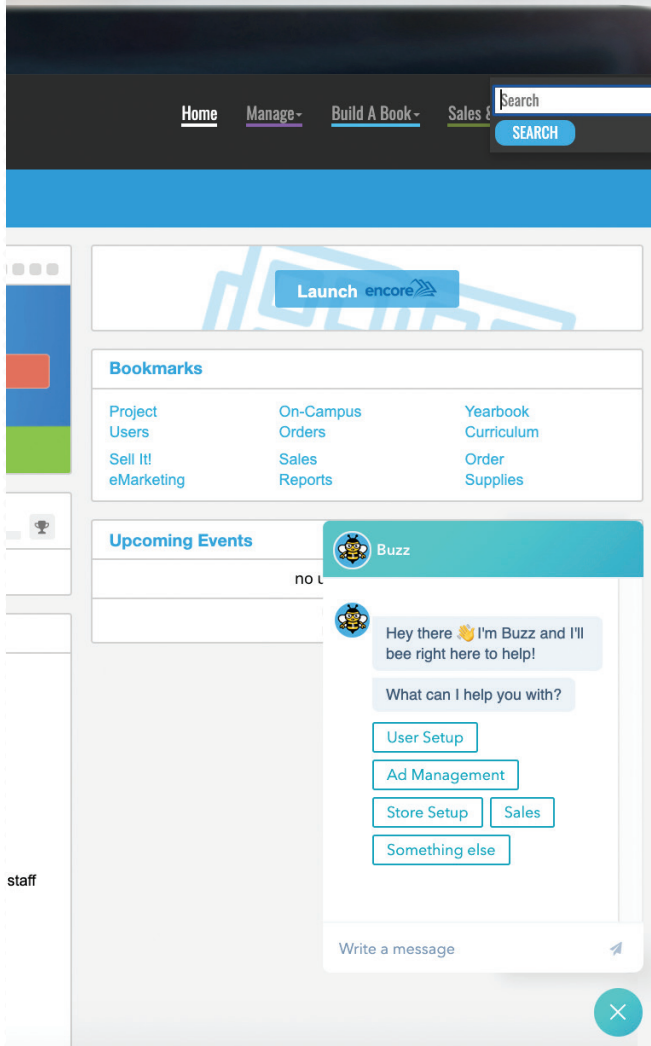 Home Manage Build A Book Sales &
Search
SEARCH
Launch encore
Bookmarks
Project Users
On-Campus Orders
Yearbook Curriculum
Sell It! eMarketing
Sales Reports
Order Supplies
Upcoming Events
no u
Buzz
Hey there 👋 I'm Buzz and I'll
bee right here to help!
What can I help you with?
User Setup
Ad Management
Store Setup Sales
Something else
staff
Write a message